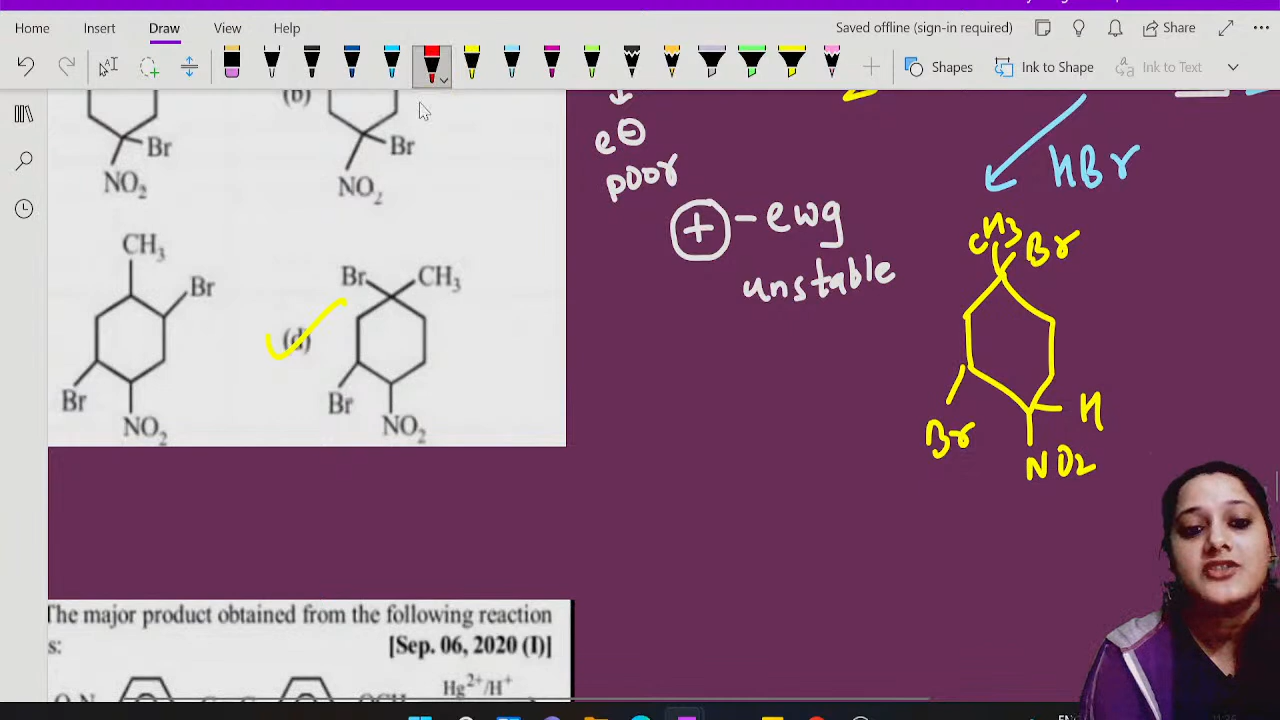 Home Insert Draw View Help
Saved offline (sign-in required) Share
Shapes Ink to Shape Ink to Text
(b)
Br Br
NO2 NO2
CH3
Br Br CH3
(d)
Br Br
NO2 NO2
e⊖
poor
+ - ewg
unstable
HBr
CH3 Br
Br H
NO2
The major product obtained from the following reaction
s: [Sep. 06, 2020 (I)]
Hg2+/H+